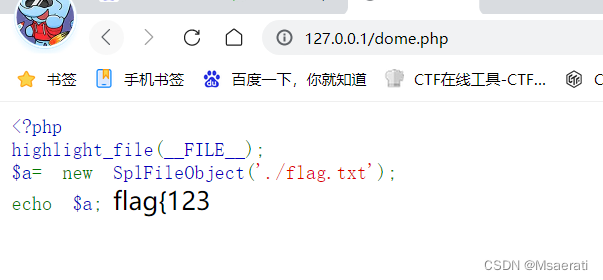 127.0.0.1/dome.php
书签 手机书签 百度一下，你就知道 CTF在线工具-CTF...
<?php
highlight_file(__FILE__);
$a= new SplFileObject('./flag.txt');
echo $a; flag{123
CSDN @Msaerati